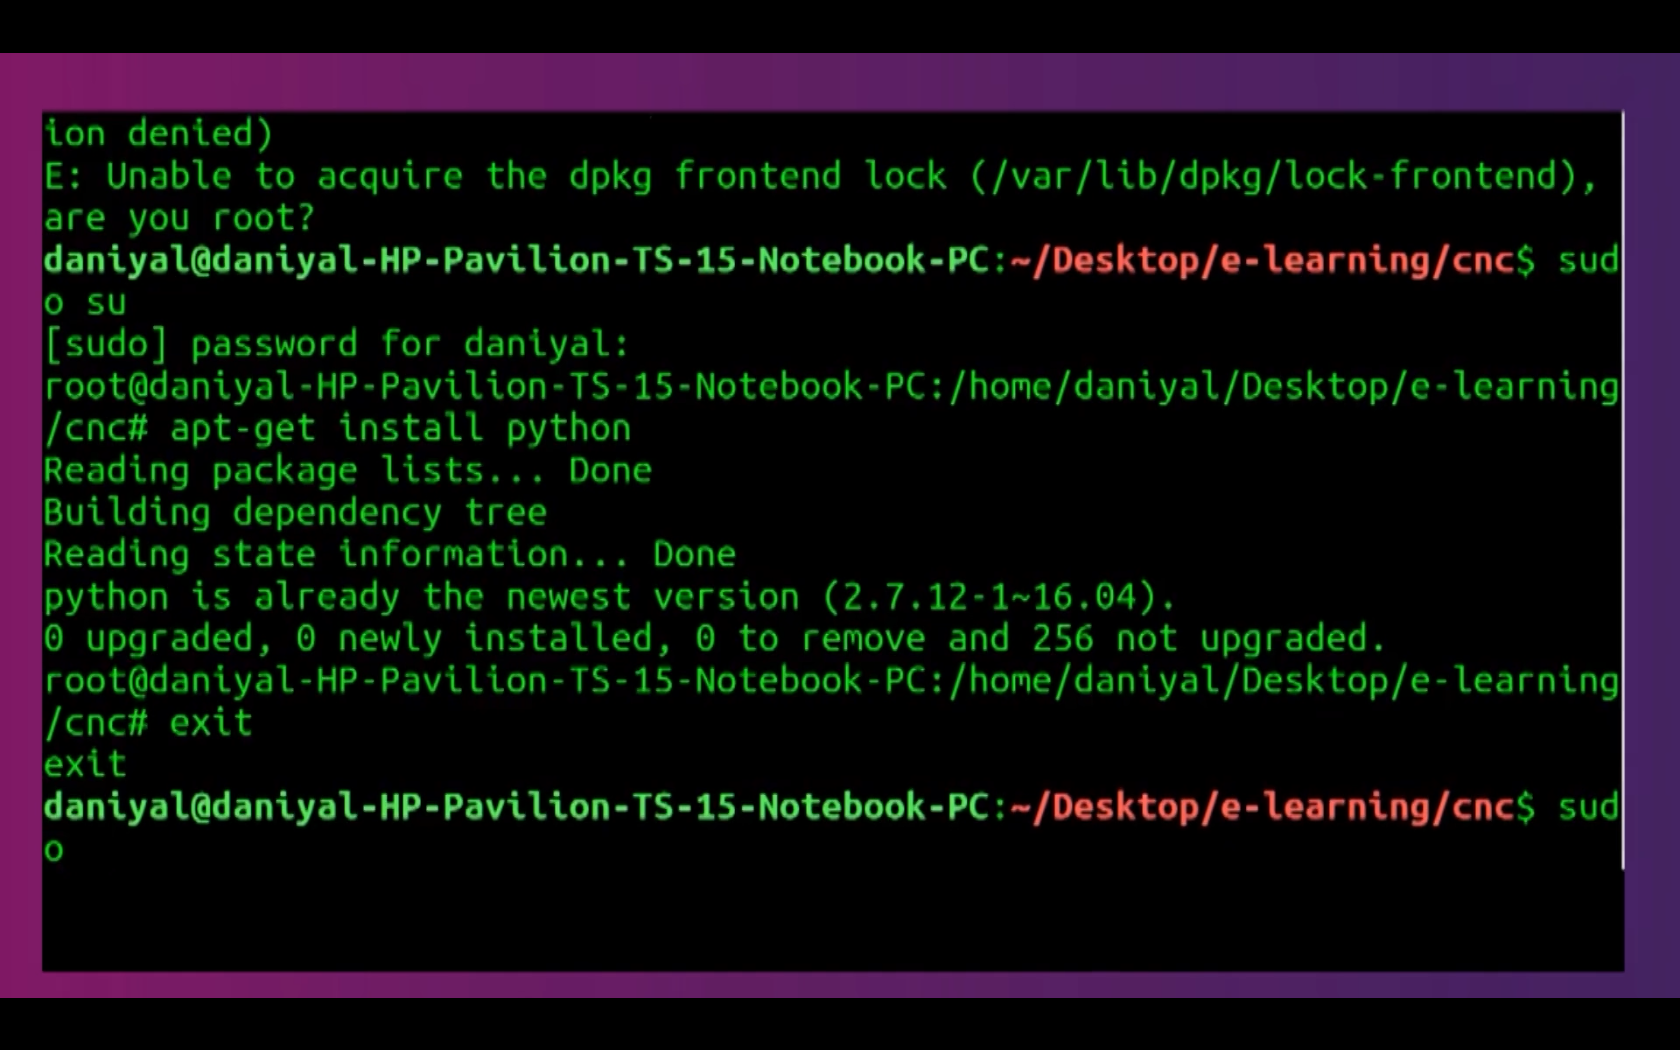 ion denied)
E: Unable to acquire the dpkg frontend lock (/var/lib/dpkg/lock-frontend),
are you root?
daniyal@daniyal-HP-Pavilion-TS-15-Notebook-PC:~/Desktop/e-learning/cnc$ sud
o su
[sudo] password for daniyal:
root@daniyal-HP-Pavilion-TS-15-Notebook-PC:/home/daniyal/Desktop/e-learning
/cnc# apt-get install python
Reading package lists... Done
Building dependency tree
Reading state information... Done
python is already the newest version (2.7.12-1~16.04).
0 upgraded, 0 newly installed, 0 to remove and 256 not upgraded.
root@daniyal-HP-Pavilion-TS-15-Notebook-PC:/home/daniyal/Desktop/e-learning
/cnc# exit
exit
daniyal@daniyal-HP-Pavilion-TS-15-Notebook-PC:~/Desktop/e-learning/cnc$ sud
o